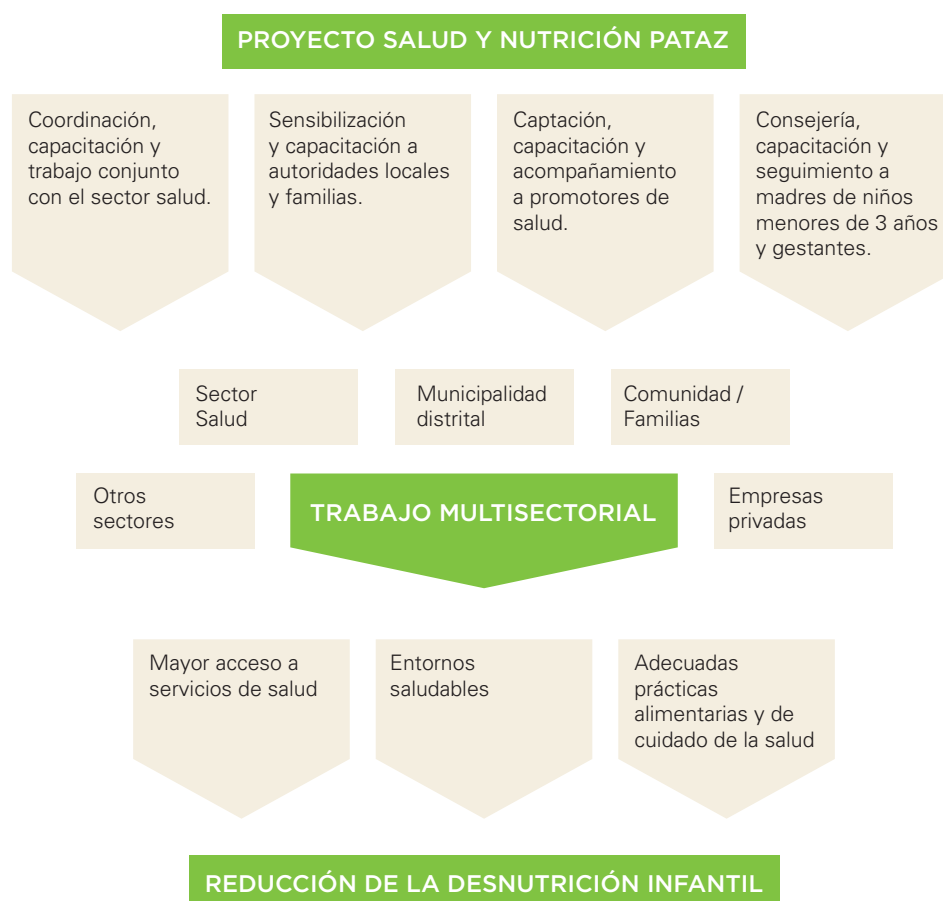 PROYECTO SALUD Y NUTRICIÓN PATAZ
Coordinación,
capacitación y
trabajo conjunto
con el sector salud.
Sensibilización
y capacitación a
autoridades locales
y familias.
Captación,
capacitación y
acompañamiento
a promotores de
salud.
Consejería,
capacitación y
seguimiento a
madres de niños
menores de 3 años
y gestantes.
Sector
Salud
Municipalidad
distrital
Comunidad /
Familias
Otros
sectores
TRABAJO MULTISECTORIAL
Empresas
privadas
Mayor acceso a
servicios de salud
Entornos
saludables
Adecuadas
prácticas
alimentarias y de
cuidado de la salud
REDUCCIÓN DE LA DESNUTRICIÓN INFANTIL